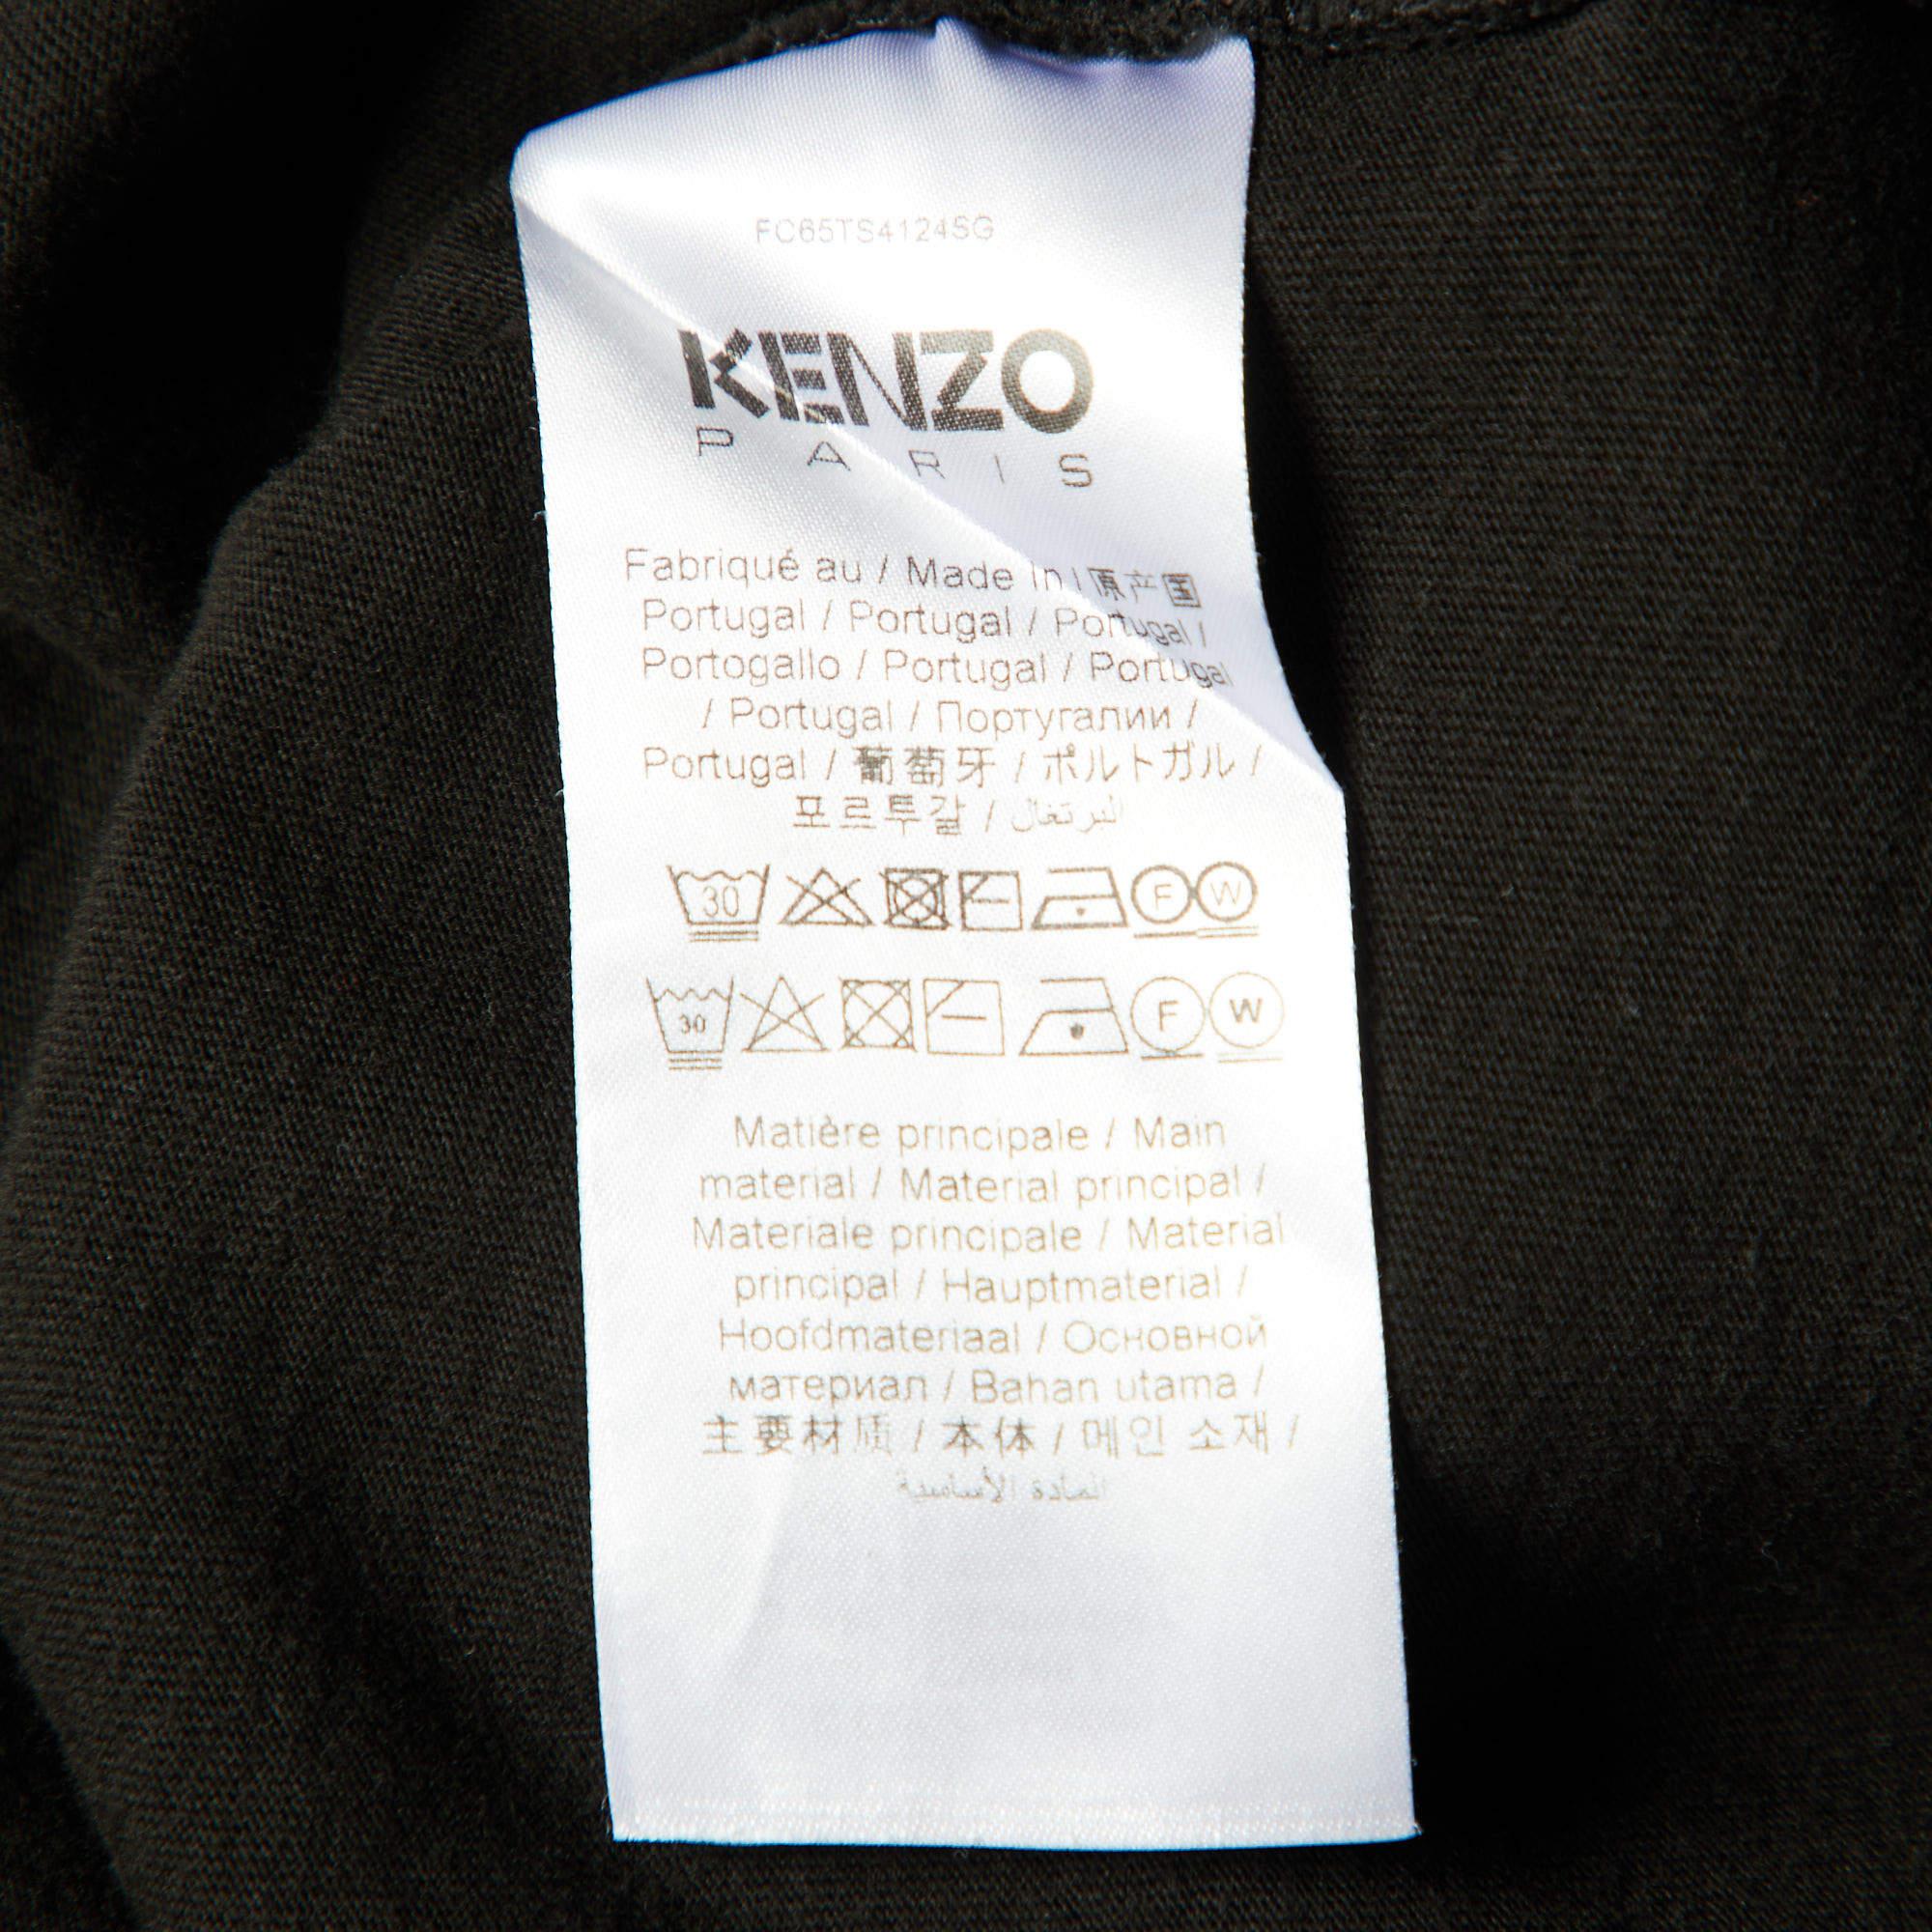 FC65TS4124SG
KENZO
PARIS
Fabriqué au / Made In / 原产国
Portugal / Portugal / Portugal /
Portogallo / Portugal / Portugal
/ Portugal / Португалии /
Portugal / 葡萄牙 / ポルトガル /
포르투갈 / البرتغال
30 F W
30 F W
Matière principale / Main
material / Material principal /
Materiale principale / Material
principal / Hauptmaterial /
Hoofdmateriaal / Основной
материал / Bahan utama /
主要材质 / 本体 / 메인 소재 /
المادة الأساسية